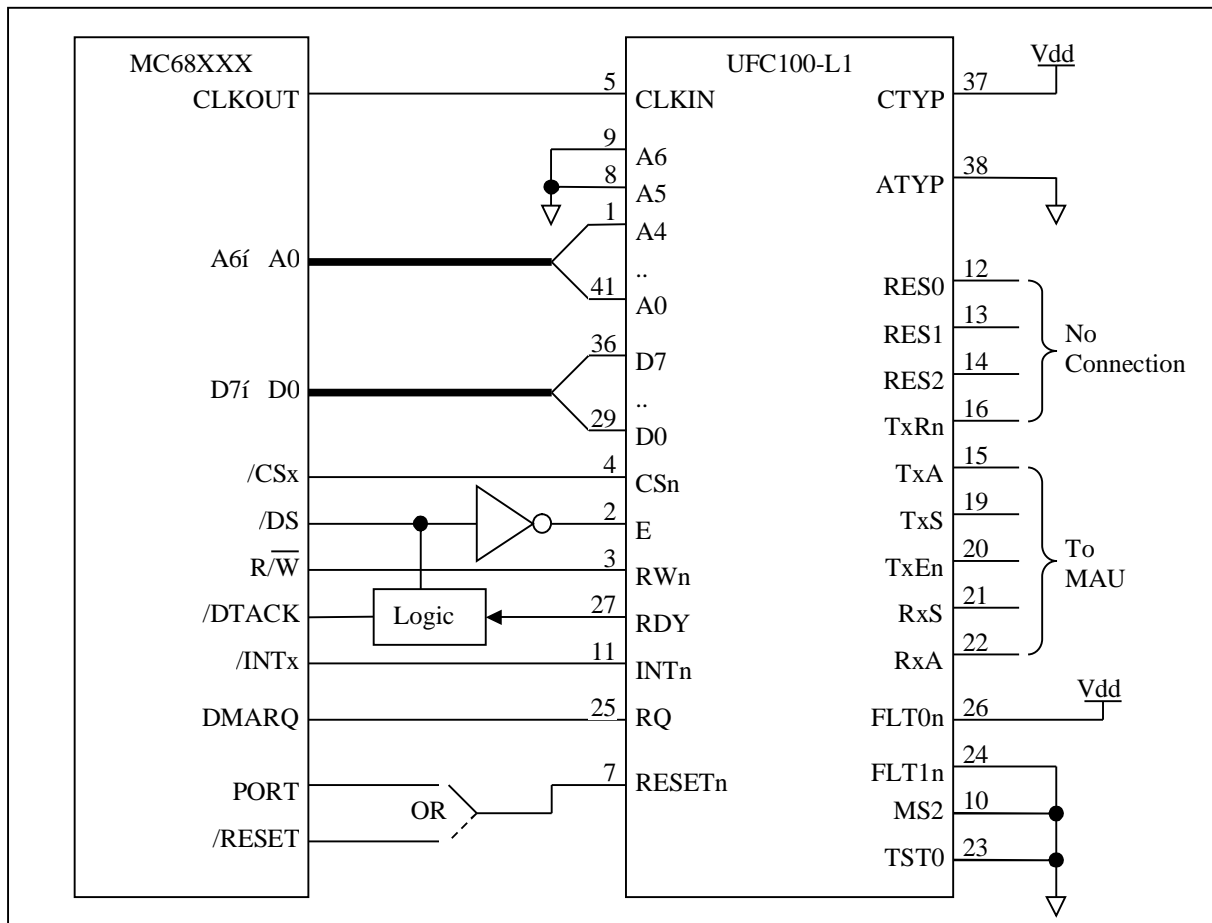 MC68XXX
UFC100-L1
Vdd
CLKOUT 5 CLKIN
CTYP 37
9 A6
8 A5
ATYP 38
1 A4
A6í A0
..
41 A0
RES0 12
RES1 13
RES2 14
TxRn 16
No
Connection
36 D7
D7í D0
..
29 D0
/CSx 4 CSn
/DS 2 E
R/W̅ 3 RWn
/DTACK Logic 27 RDY
/INTx 11 INTn
DMARQ 25 RQ
TxA 15
TxS 19
TxEn 20
RxS 21
RxA 22
To
MAU
Vdd
FLT0n 26
FLT1n 24
MS2 10
TST0 23
PORT 7 RESETn
OR
/RESET